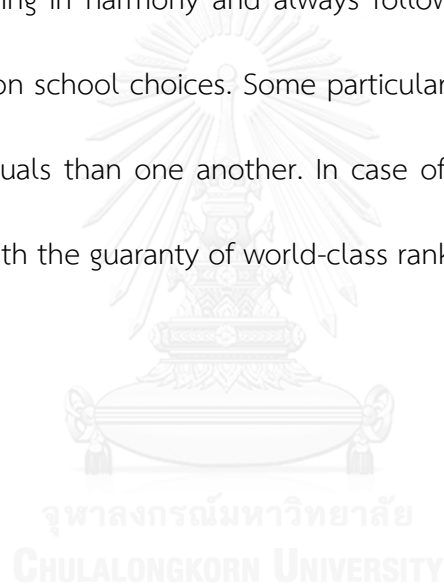 ing in harmony and always follow
on school choices. Some particular
uals than one another. In case of
th the guaranty of world-class rank
จุฬาลงกรณ์มหาวิทยาลัย
CHULALONGKORN UNIVERSITY